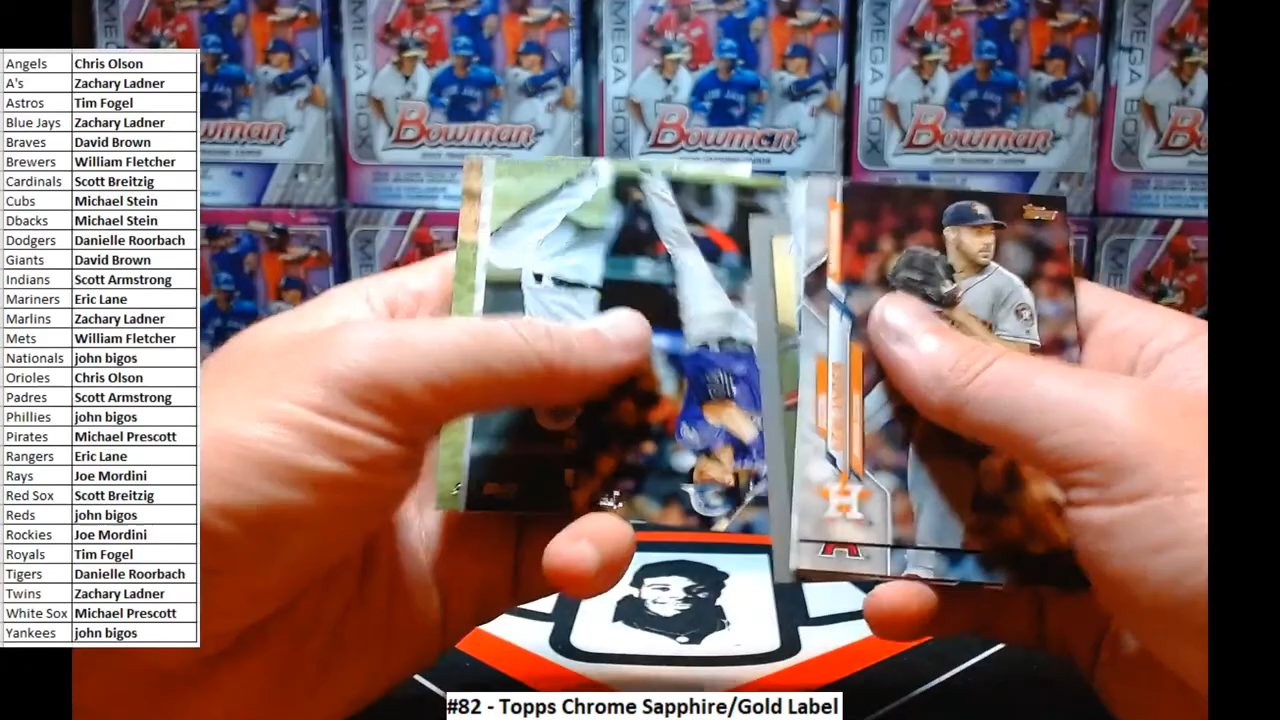 Angels Chris Olson
A's Zachary Ladner
Astros Tim Fogel
Blue Jays Zachary Ladner
Braves David Brown
Brewers William Fletcher
Cardinals Scott Breitzig
Cubs Michael Stein
Dbacks Michael Stein
Dodgers Danielle Roorbach
Giants David Brown
Indians Scott Armstrong
Mariners Eric Lane
Marlins Zachary Ladner
Mets William Fletcher
Nationals john bigos
Orioles Chris Olson
Padres Scott Armstrong
Phillies john bigos
Pirates Michael Prescott
Rangers Eric Lane
Rays Joe Mordini
Red Sox Scott Breitzig
Reds john bigos
Rockies Joe Mordini
Royals Tim Fogel
Tigers Danielle Roorbach
Twins Zachary Ladner
White Sox Michael Prescott
Yankees john bigos
MEGA BOX
Bowman
MEGA BOX
Bowman
MEGA BOX
Bowman
#82 - Topps Chrome Sapphire/Gold Label